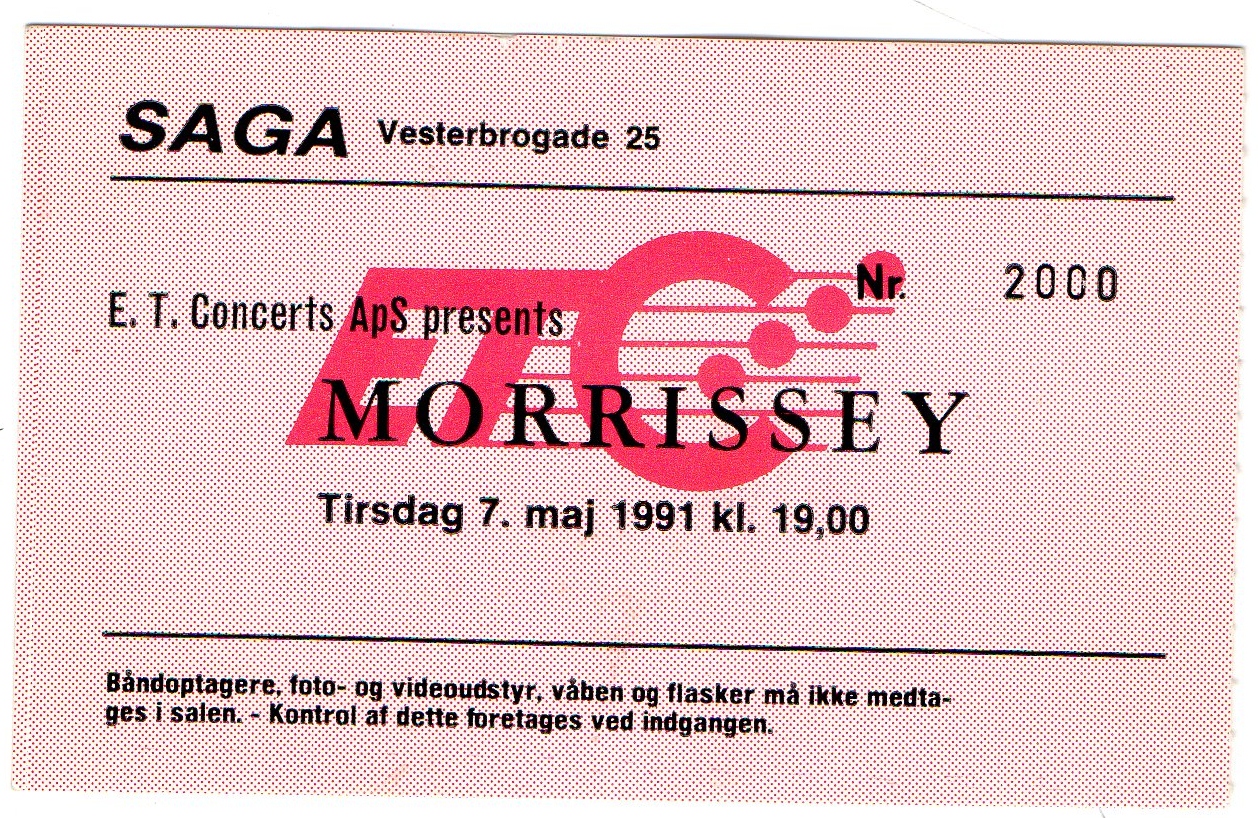 SAGA Vesterbrogade 25
Nr. 2000
E. T. Concerts ApS presents
ETC
MORRISSEY
Tirsdag 7. maj 1991 kl. 19,00
Båndoptagere, foto- og videoudstyr, våben og flasker må ikke medta-
ges i salen. - Kontrol af dette foretages ved indgangen.